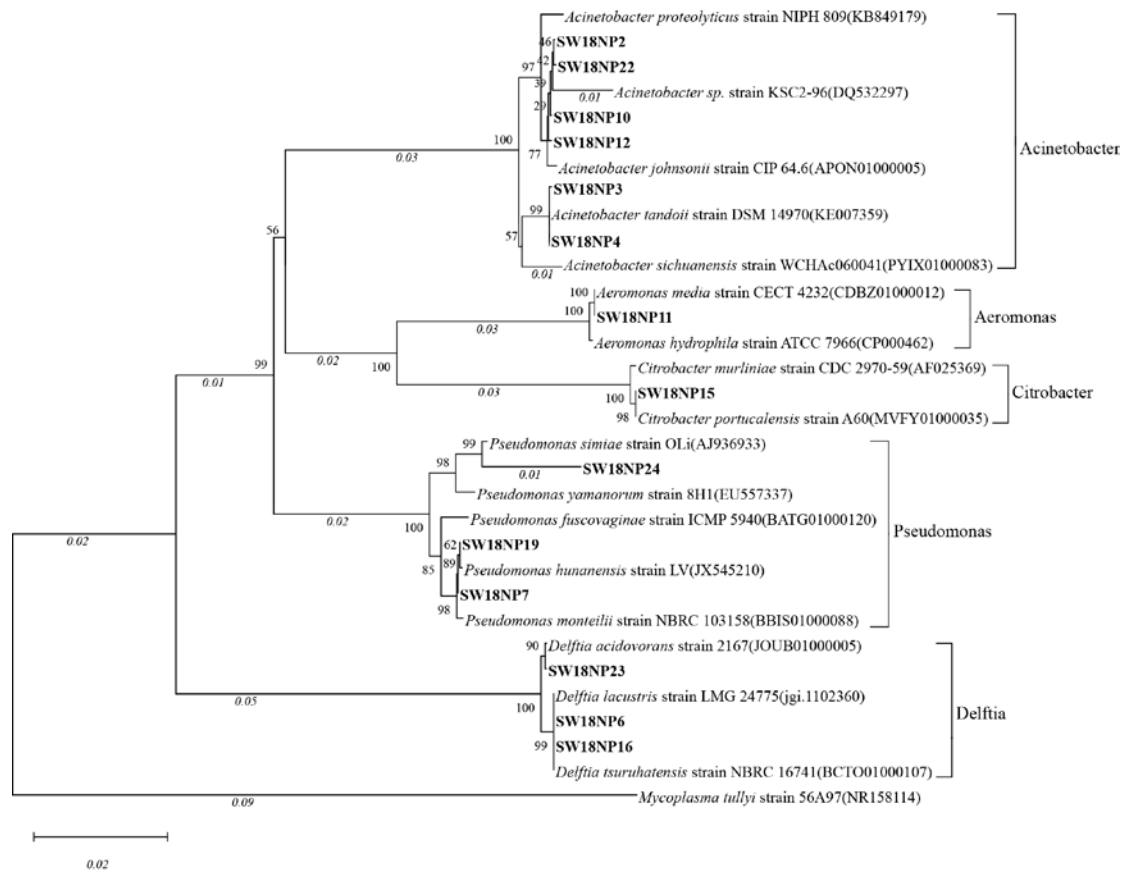 Acinetobacter proteolyticus strain NIPH 809(KB849179)
46
SW18NP2
42
SW18NP22
97
39
0.01
Acinetobacter sp. strain KSC2-96(DQ532297)
29
SW18NP10
100
SW18NP12
Acinetobacter
0.03
77
Acinetobacter johnsonii strain CIP 64.6(APON01000005)
SW18NP3
99
Acinetobacter tandoii strain DSM 14970(KE007359)
56
57
SW18NP4
0.01
Acinetobacter sichuanensis strain WCHAc060041(PYIX01000083)
100
Aeromonas media strain CECT 4232(CDBZ01000012)
100
SW18NP11
Aeromonas
0.03
Aeromonas hydrophila strain ATCC 7966(CP000462)
0.02
100
Citrobacter murliniae strain CDC 2970-59(AF025369)
99
0.01
0.03
100
SW18NP15
Citrobacter
98
Citrobacter portucalensis strain A60(MVFY01000035)
99
Pseudomonas simiae strain OLi(AJ936933)
98
0.01
SW18NP24
Pseudomonas yamanorum strain 8H1(EU557337)
0.02
100
Pseudomonas fuscovaginae strain ICMP 5940(BATG01000120)
Pseudomonas
0.02
62
SW18NP19
85
89
Pseudomonas hunanensis strain LV(JX545210)
SW18NP7
98
Pseudomonas monteilii strain NBRC 103158(BBIS01000088)
90
Delftia acidovorans strain 2167(JOUB01000005)
SW18NP23
0.05
100
Delftia lacustris strain LMG 24775(jgi.1102360)
SW18NP6
Delftia
99
SW18NP16
Delftia tsuruhatensis strain NBRC 16741(BCTO01000107)
0.09
Mycoplasma tullyi strain 56A97(NR158114)
0.02